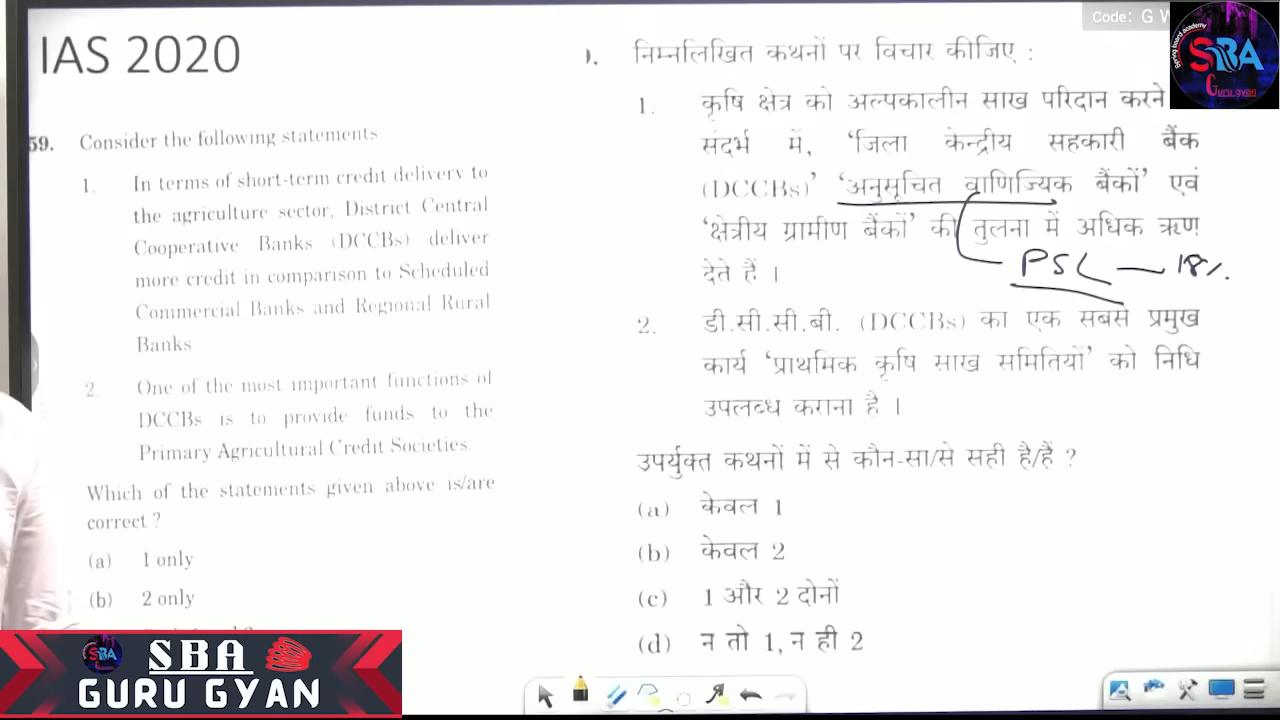 Code: G
IAS 2020
59. Consider the following statements
1. In terms of short-term credit delivery to
the agriculture sector, District Central
Cooperative Banks (DCCBs) deliver
more credit in comparison to Scheduled
Commercial Banks and Regional Rural
Banks
2. One of the most important functions of
DCCBs is to provide funds to the
Primary Agricultural Credit Societies.
Which of the statements given above is/are
correct ?
(a) 1 only
(b) 2 only
). निम्नलिखित कथनों पर विचार कीजिए :
1. कृषि क्षेत्र को अल्पकालीन साख परिदान करने
संदर्भ में, 'जिला केन्द्रीय सहकारी बैंक
(DCCBs)' 'अनुसूचित वाणिज्यिक बैंकों' एवं
'क्षेत्रीय ग्रामीण बैंकों' की तुलना में अधिक ऋण
देते हैं ।
PSL — 18%.
2. डी.सी.सी.बी. (DCCBs) का एक सबसे प्रमुख
कार्य 'प्राथमिक कृषि साख समितियों' को निधि
उपलब्ध कराना है ।
उपर्युक्त कथनों में से कौन-सा/से सही है/हैं ?
(a) केवल 1
(b) केवल 2
(c) 1 और 2 दोनों
(d) न तो 1, न ही 2
SBA
Guru gyan
SBA
SBA
GURU GYAN